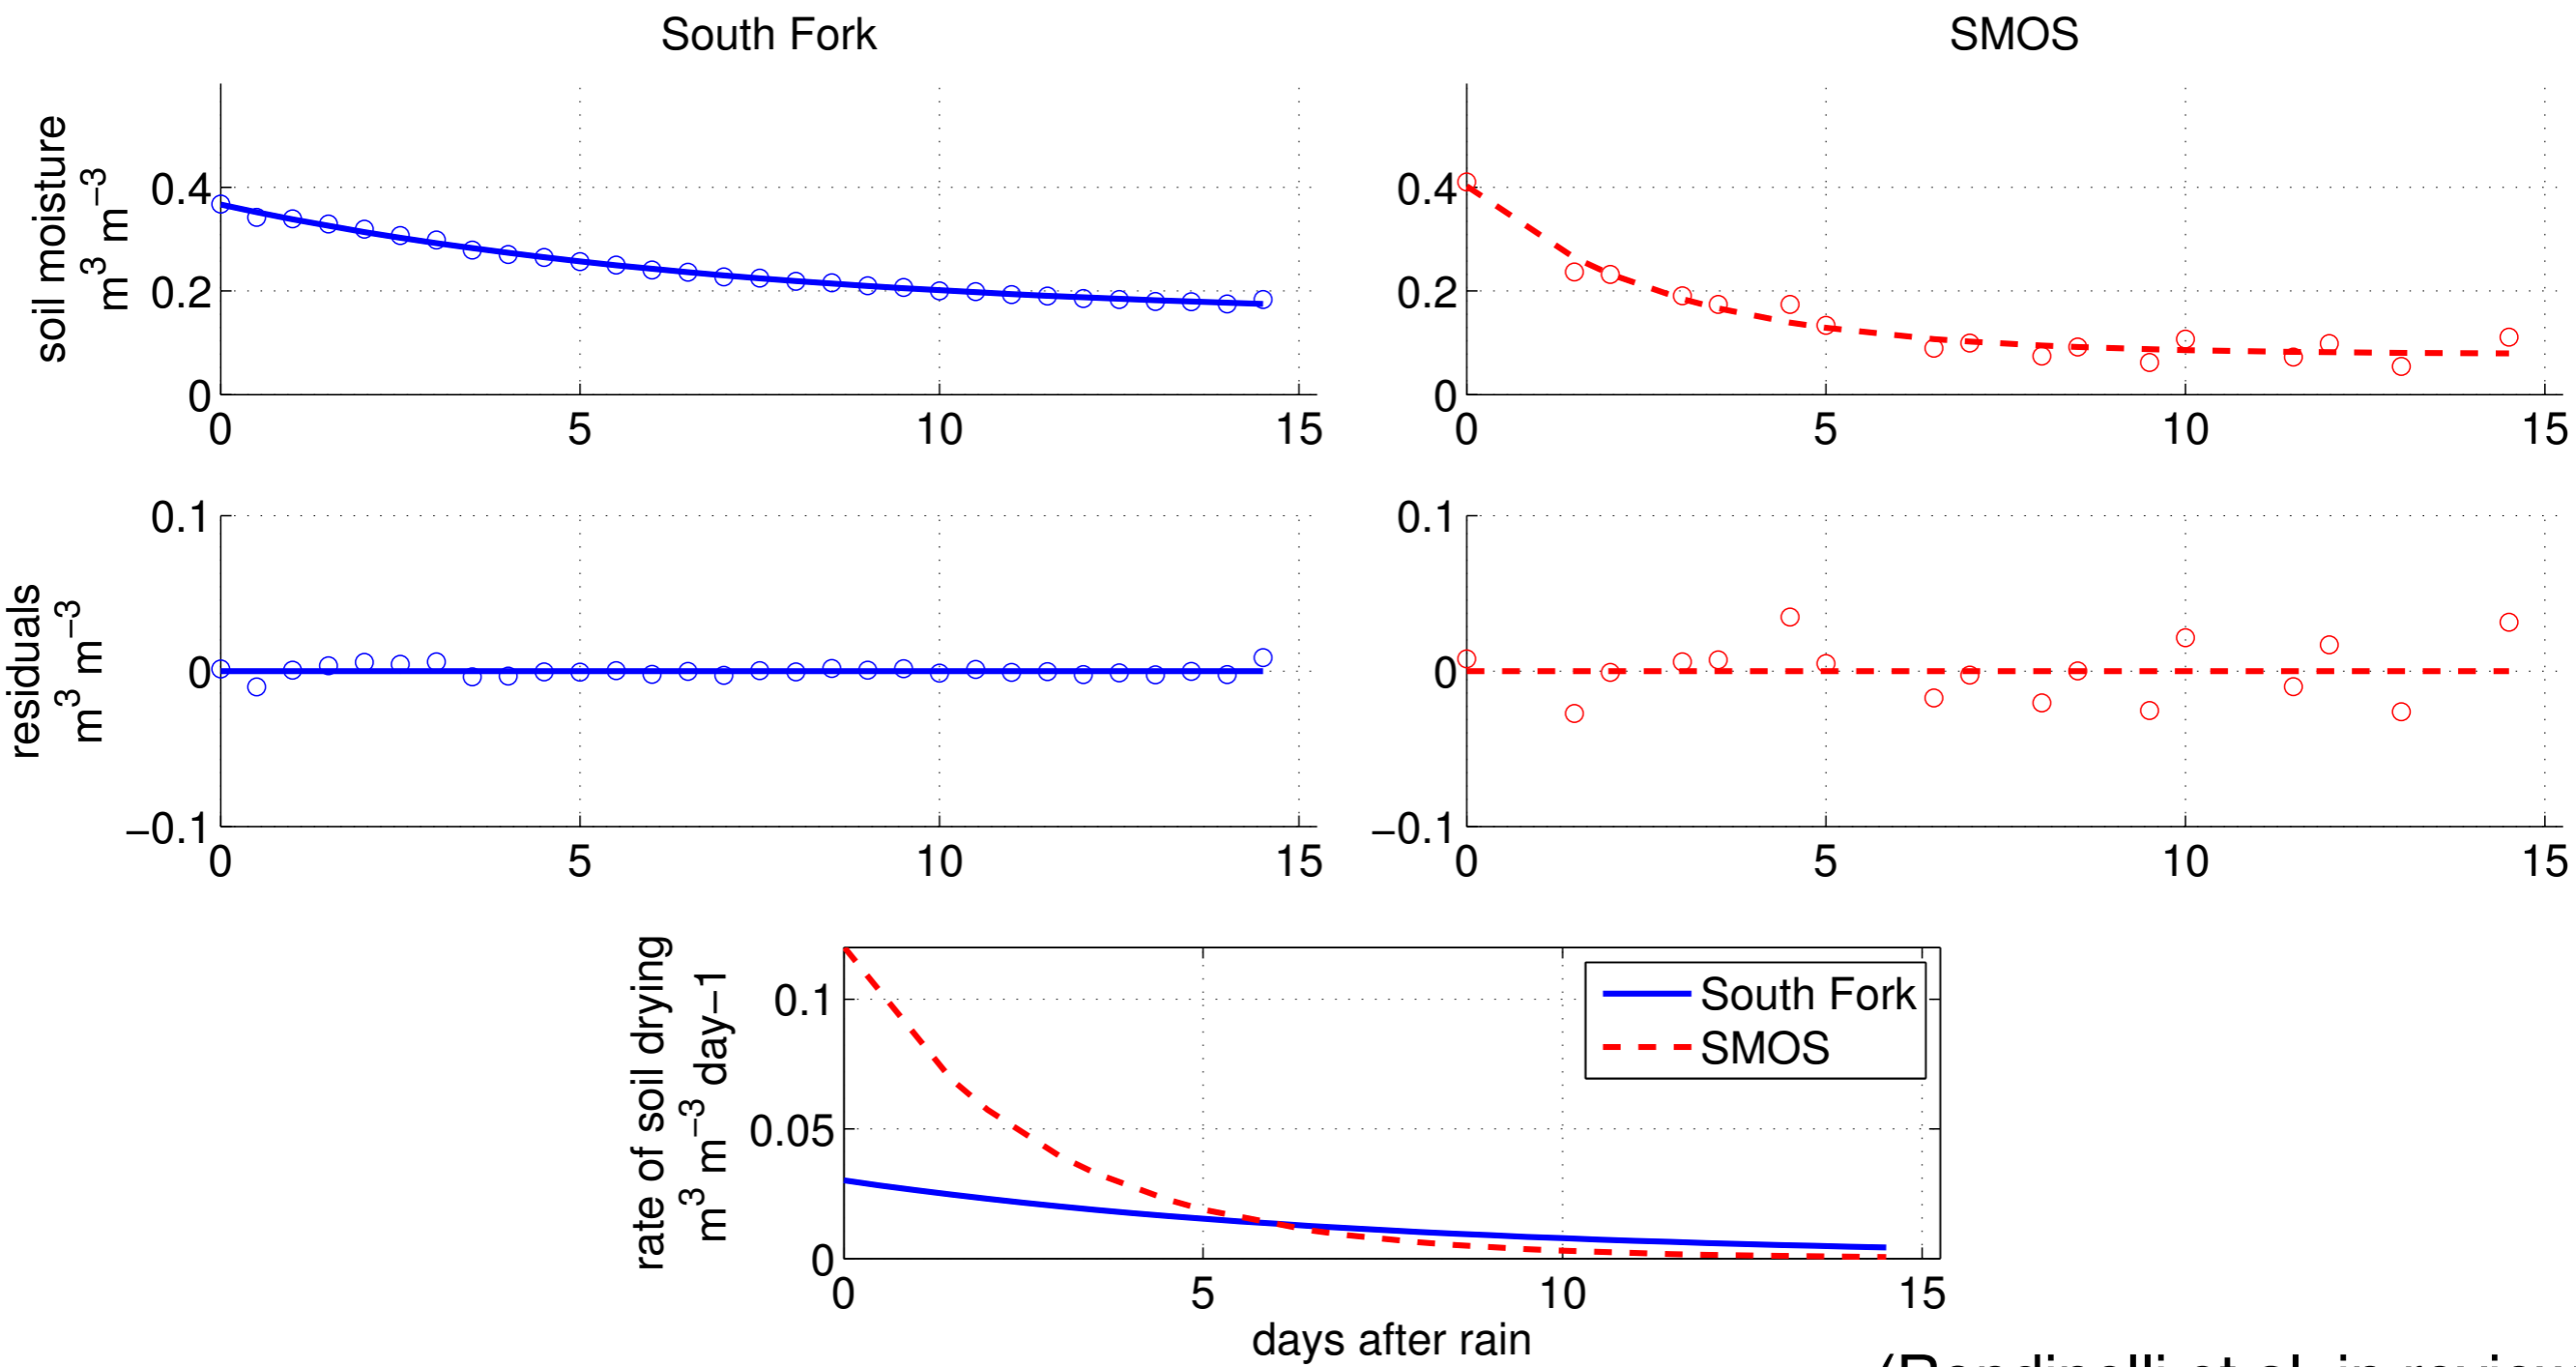 South Fork
SMOS
soil moisture
m³ m⁻³
0.4
0.2
0
0 5 10 15
0.4
0.2
0
0 5 10 15
residuals
m³ m⁻³
0.1
0
−0.1
0 5 10 15
0.1
0
−0.1
0 5 10 15
rate of soil drying
m³ m⁻³ day−1
0.1
0.05
0
0 5 10 15
South Fork
SMOS
days after rain